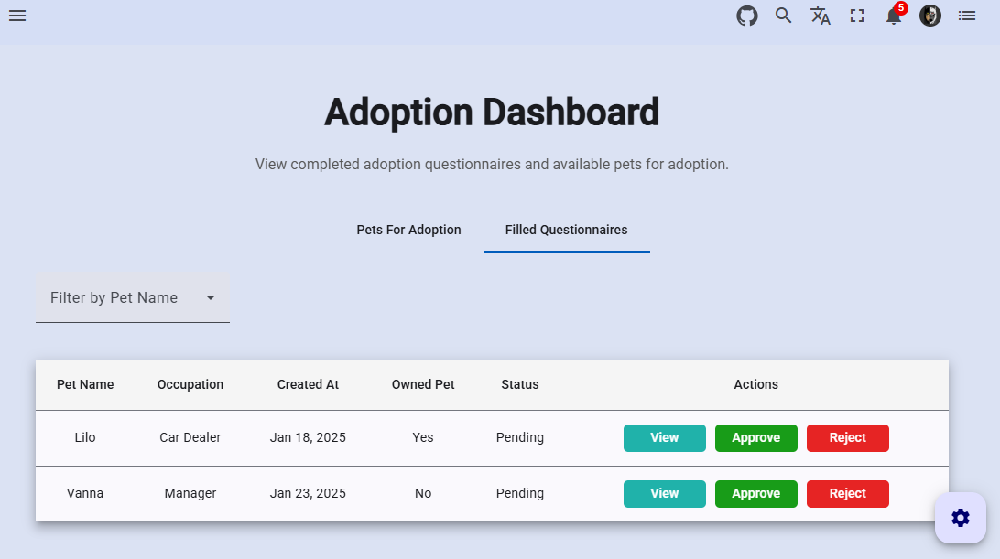 5
Adoption Dashboard
View completed adoption questionnaires and available pets for adoption.
Pets For Adoption Filled Questionnaires
Filter by Pet Name
Pet Name Occupation Created At Owned Pet Status Actions
Lilo Car Dealer Jan 18, 2025 Yes Pending View Approve Reject
Vanna Manager Jan 23, 2025 No Pending View Approve Reject